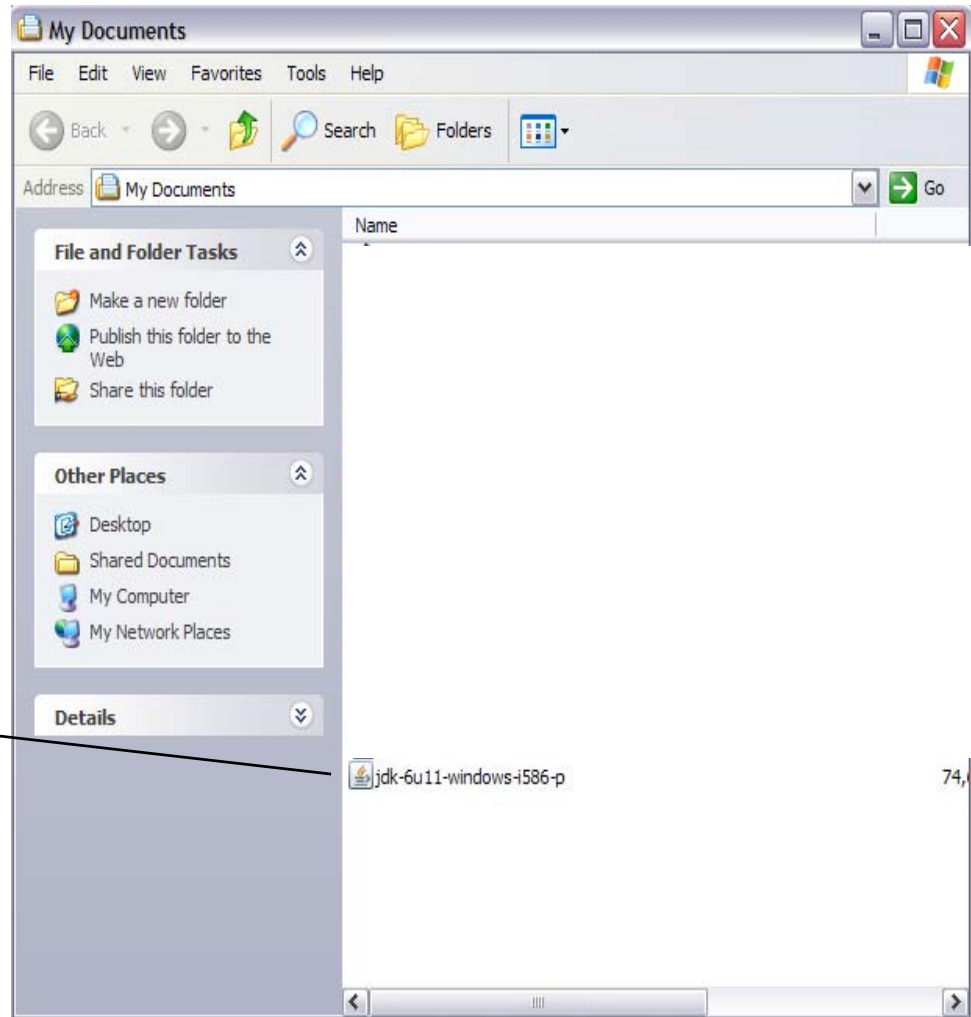 My Documents
File Edit View Favorites Tools Help
Back Search Folders
Address My Documents Go
Name
File and Folder Tasks
Make a new folder
Publish this folder to the
Web
Share this folder
Other Places
Desktop
Shared Documents
My Computer
My Network Places
Details
jdk-6u11-windows-i586-p 74,